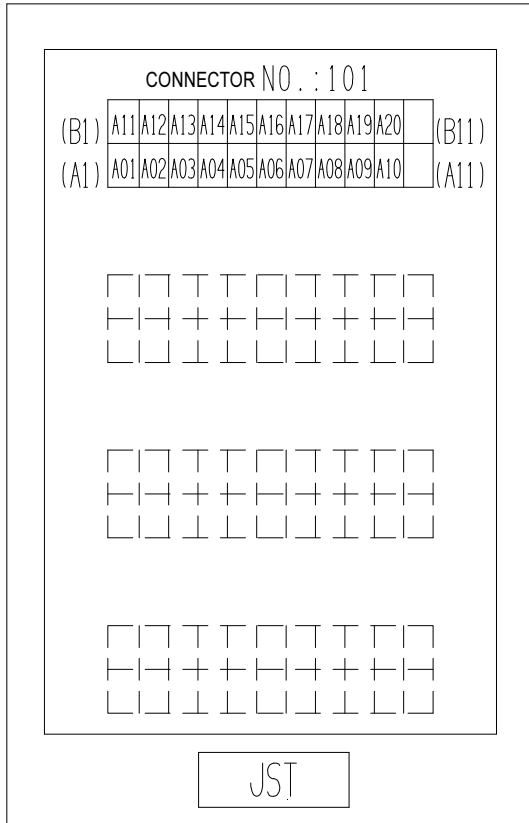 CONNECTOR NO.:101
(B1) A11 A12 A13 A14 A15 A16 A17 A18 A19 A20 (B11)
(A1) A01 A02 A03 A04 A05 A06 A07 A08 A09 A10 (A11)
JST